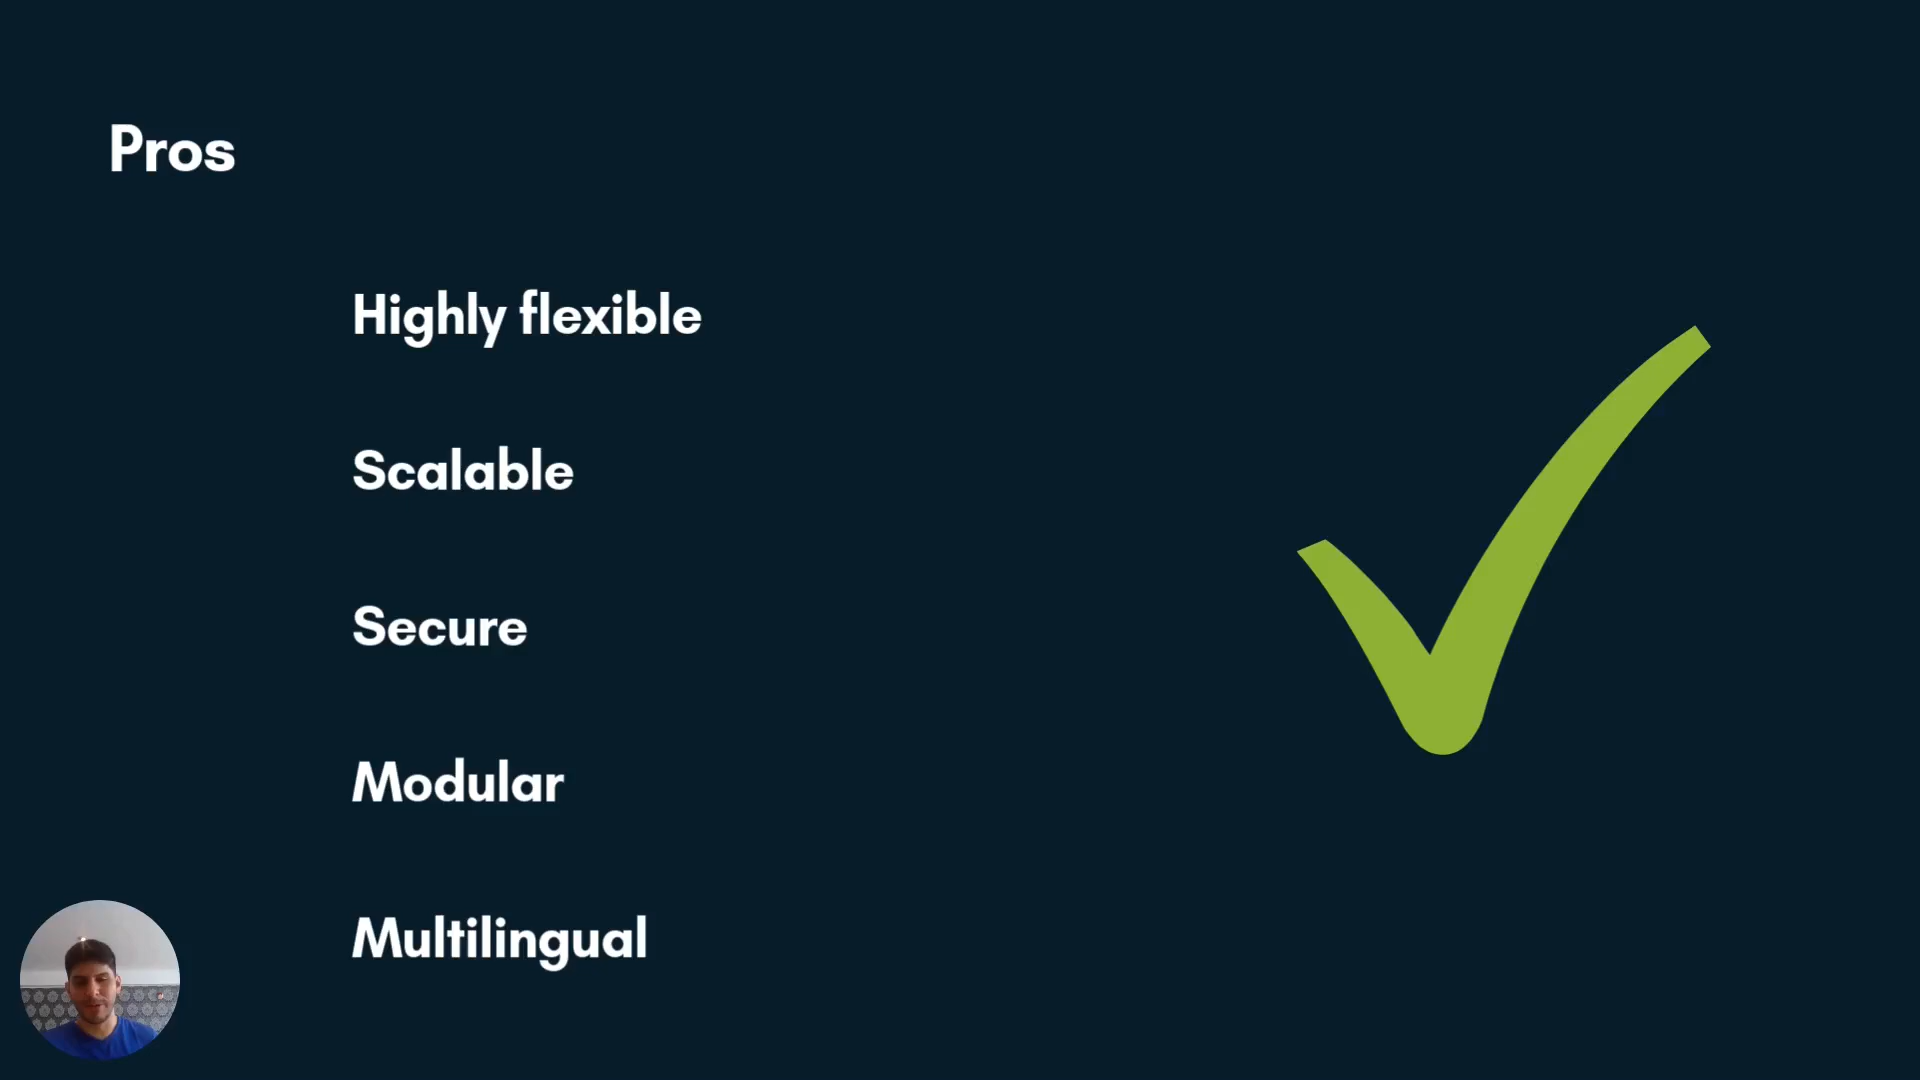 Pros
Highly flexible
Scalable
Secure
Modular
Multilingual